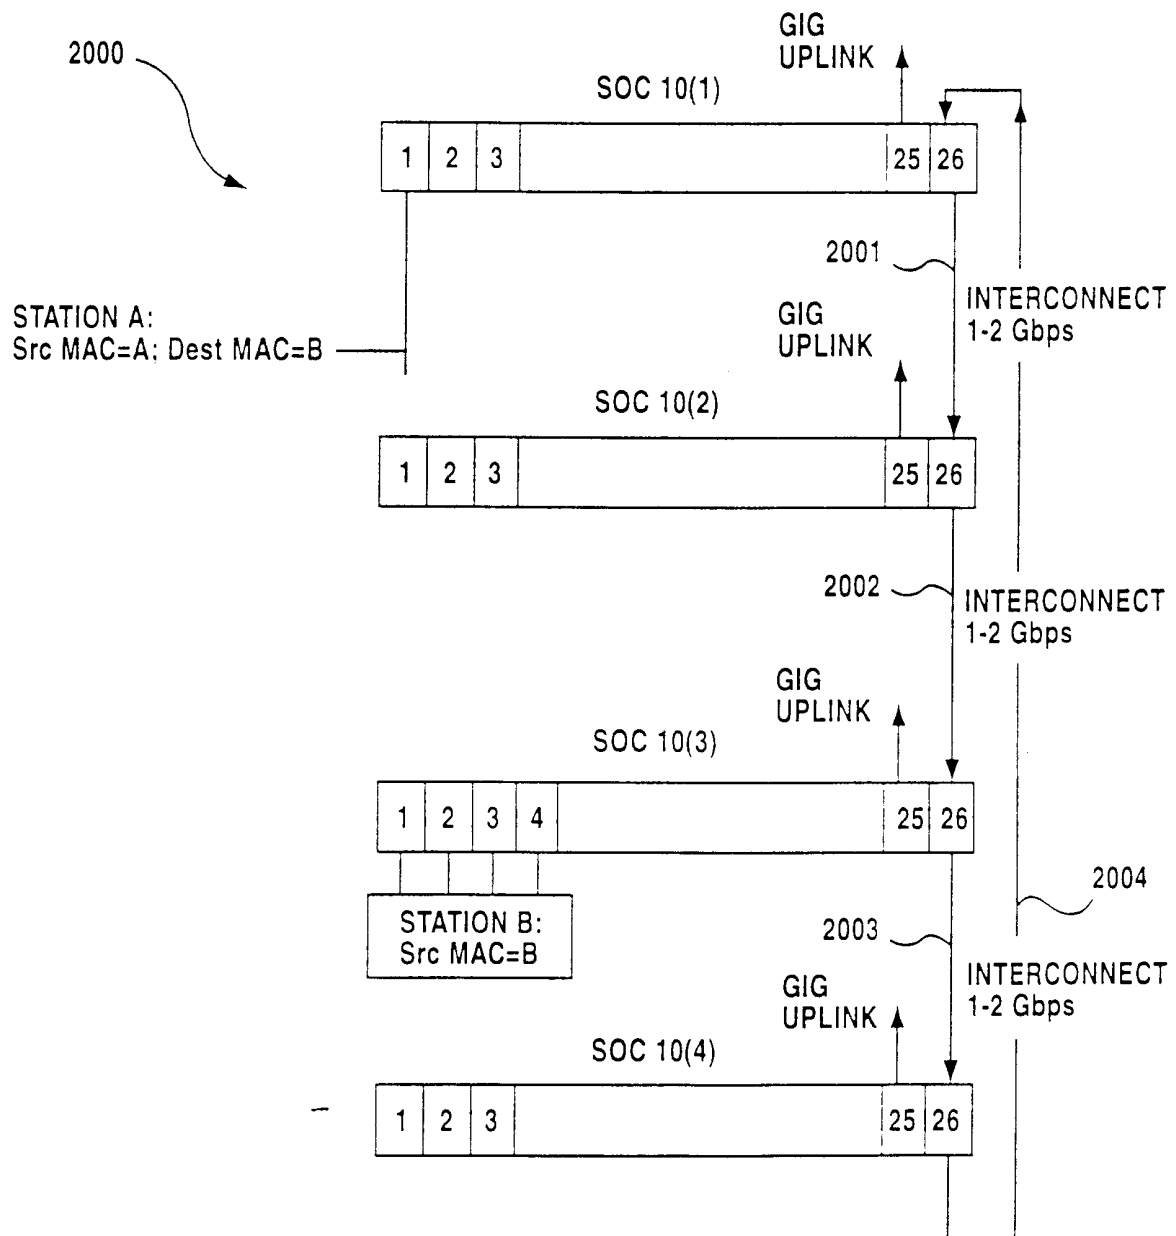 2000
GIG
UPLINK
SOC 10(1)
1 2 3 25 26
2001
INTERCONNECT
1-2 Gbps
STATION A:
Src MAC=A; Dest MAC=B
GIG
UPLINK
SOC 10(2)
1 2 3 25 26
2002
INTERCONNECT
1-2 Gbps
GIG
UPLINK
SOC 10(3)
1 2 3 4 25 26
2004
STATION B:
Src MAC=B
2003
INTERCONNECT
1-2 Gbps
GIG
UPLINK
SOC 10(4)
1 2 3 25 26